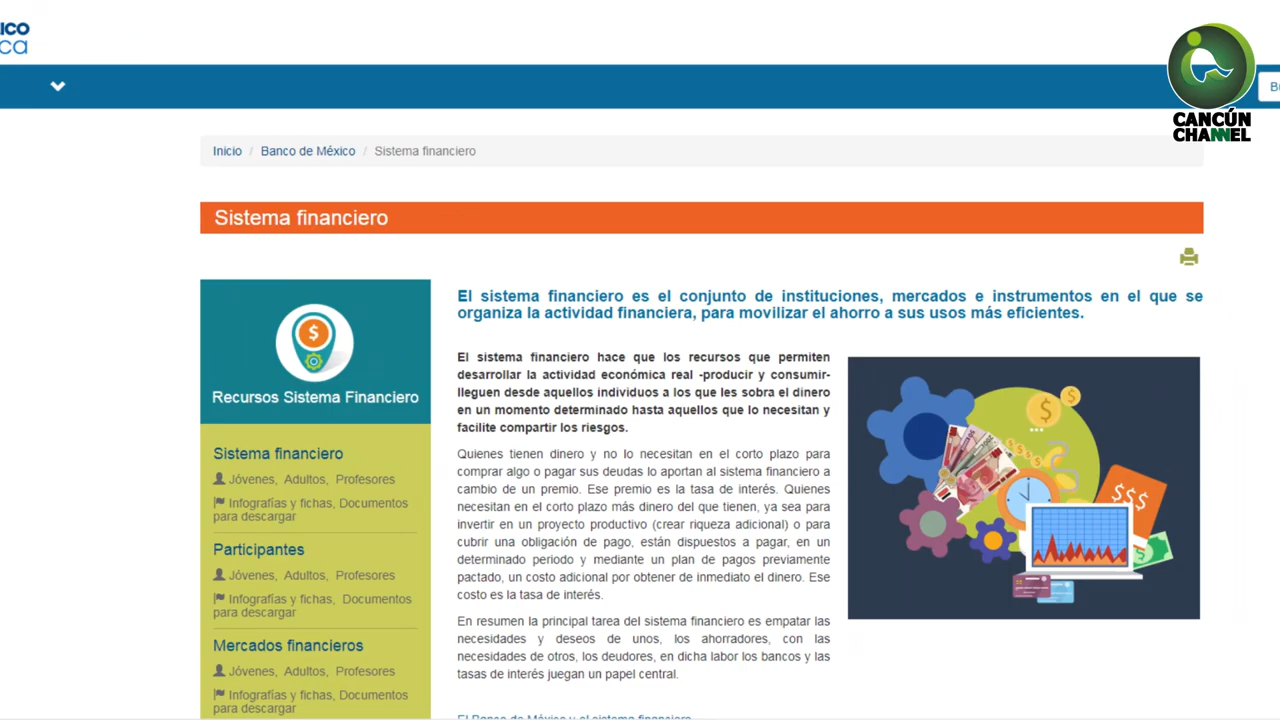 ICO
ca
CANCÚN
CHANNEL
Inicio / Banco de México / Sistema financiero
Sistema financiero
Recursos Sistema Financiero
Sistema financiero
Jóvenes, Adultos, Profesores
Infografías y fichas, Documentos
para descargar
Participantes
Jóvenes, Adultos, Profesores
Infografías y fichas, Documentos
para descargar
Mercados financieros
Jóvenes, Adultos, Profesores
Infografías y fichas, Documentos
para descargar
El sistema financiero es el conjunto de instituciones, mercados e instrumentos en el que se
organiza la actividad financiera, para movilizar el ahorro a sus usos más eficientes.
El sistema financiero hace que los recursos que permiten
desarrollar la actividad económica real -producir y consumir-
lleguen desde aquellos individuos a los que les sobra el dinero
en un momento determinado hasta aquellos que lo necesitan y
facilite compartir los riesgos.
Quienes tienen dinero y no lo necesitan en el corto plazo para
comprar algo o pagar sus deudas lo aportan al sistema financiero a
cambio de un premio. Ese premio es la tasa de interés. Quienes
necesitan en el corto plazo más dinero del que tienen, ya sea para
invertir en un proyecto productivo (crear riqueza adicional) o para
cubrir una obligación de pago, están dispuestos a pagar, en un
determinado periodo y mediante un plan de pagos previamente
pactado, un costo adicional por obtener de inmediato el dinero. Ese
costo es la tasa de interés.
En resumen la principal tarea del sistema financiero es empatar las
necesidades y deseos de unos, los ahorradores, con las
necesidades de otros, los deudores, en dicha labor los bancos y las
tasas de interés juegan un papel central.
El Banco de México y el sistema financiero